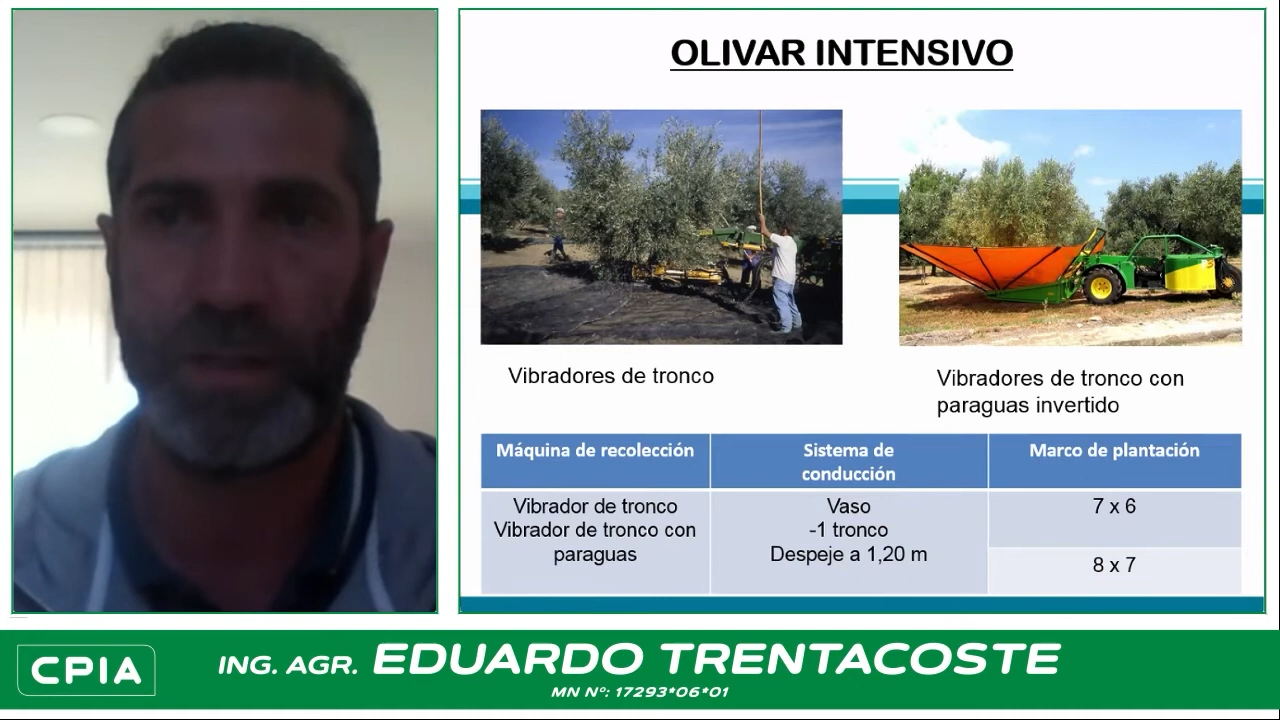 OLIVAR INTENSIVO
Vibradores de tronco
Vibradores de tronco con
paraguas invertido
Máquina de recolección
Sistema de
conducción
Marco de plantación
Vibrador de tronco
Vibrador de tronco con
paraguas
Vaso
-1 tronco
Despeje a 1,20 m
7 x 6
8 x 7
CPIA
ING. AGR. EDUARDO TRENTACOSTE
MN Nº: 17293*06*01